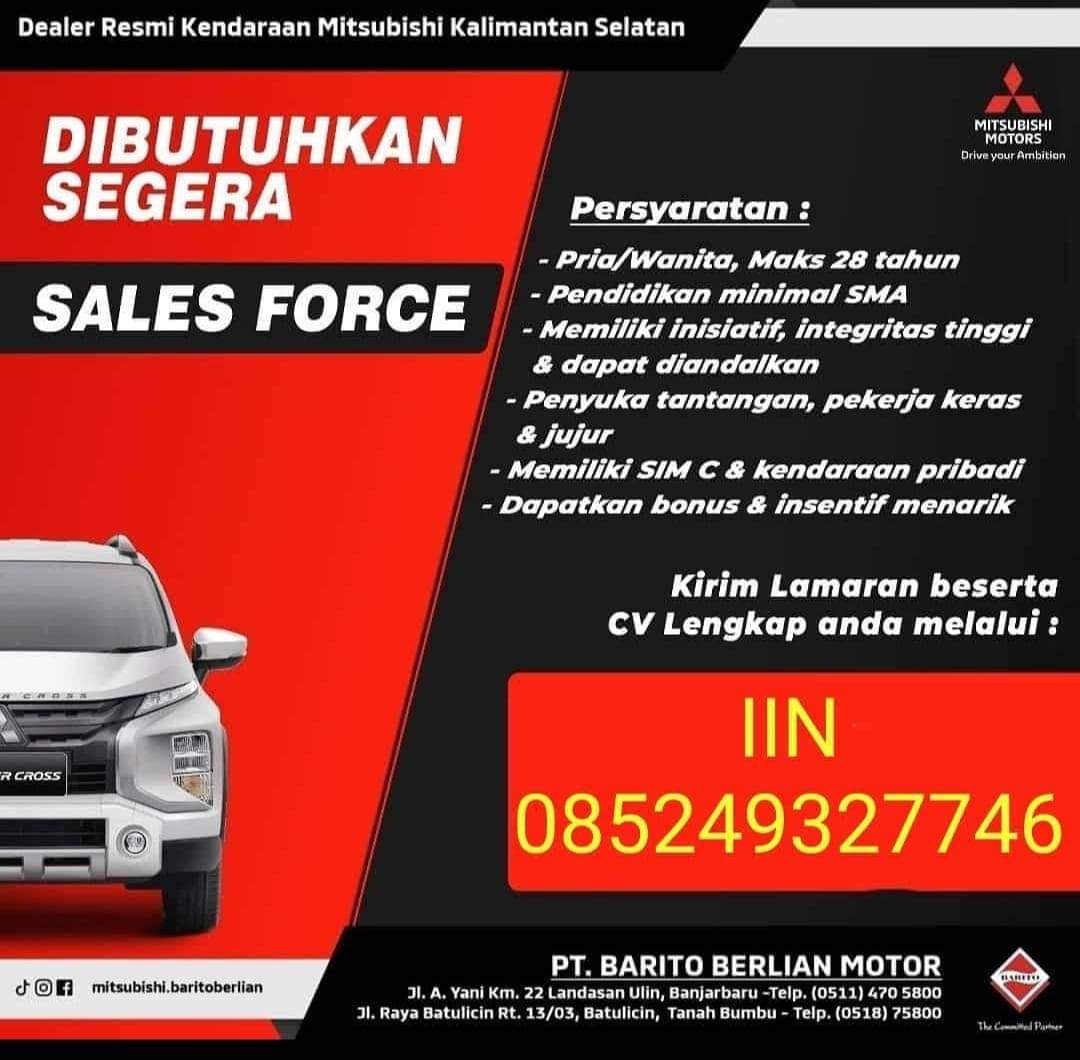 Dealer Resmi Kendaraan Mitsubishi Kalimantan Selatan
MITSUBISHI
MOTORS
Drive your Ambition
DIBUTUHKAN
SEGERA
SALES FORCE
Persyaratan :
- Pria/Wanita, Maks 28 tahun
- Pendidikan minimal SMA
- Memiliki inisiatif, integritas tinggi
& dapat diandalkan
- Penyuka tantangan, pekerja keras
& jujur
- Memiliki SIM C & kendaraan pribadi
- Dapatkan bonus & insentif menarik
Kirim Lamaran beserta
CV Lengkap anda melalui :
IIN
085249327746
R CROSS
R CROSS
mitsubishi.baritoberlian
PT. BARITO BERLIAN MOTOR
Jl. A. Yani Km. 22 Landasan Ulin, Banjarbaru -Telp. (0511) 470 5800
Jl. Raya Batulicin Rt. 13/03, Batulicin, Tanah Bumbu - Telp. (0518) 75800
BARITO
The Committed Partner